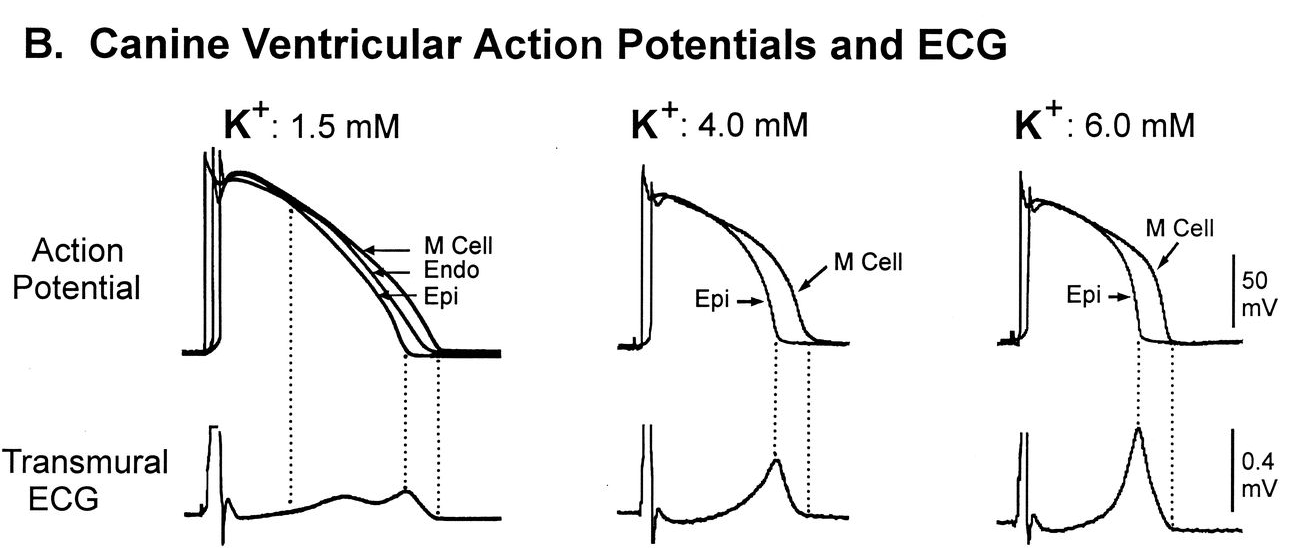 B. Canine Ventricular Action Potentials and ECG
K+: 1.5 mM
K+: 4.0 mM
K+: 6.0 mM
Action
Potential
M Cell
Endo
Epi
Epi
M Cell
Epi
M Cell
50
mV
Transmural
ECG
0.4
mV